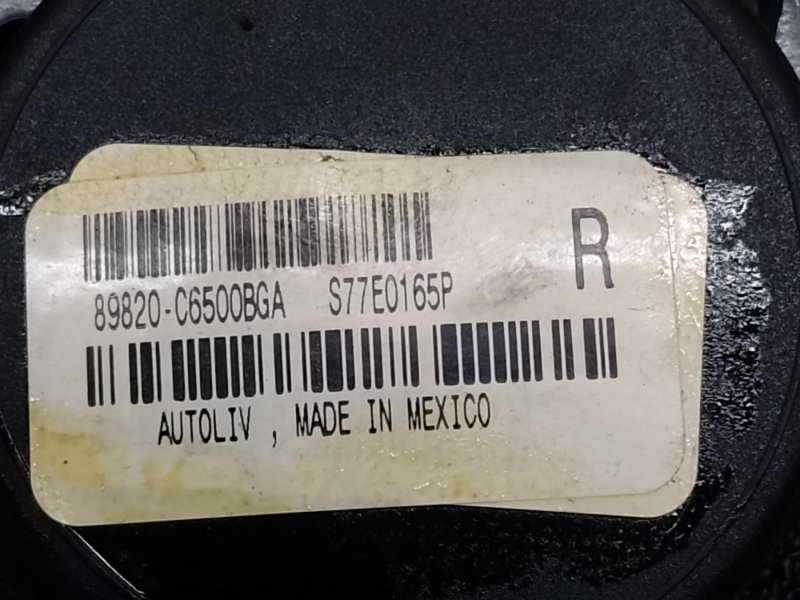 R
89820-C6500BGA S77E0165P
AUTOLIV , MADE IN MEXICO